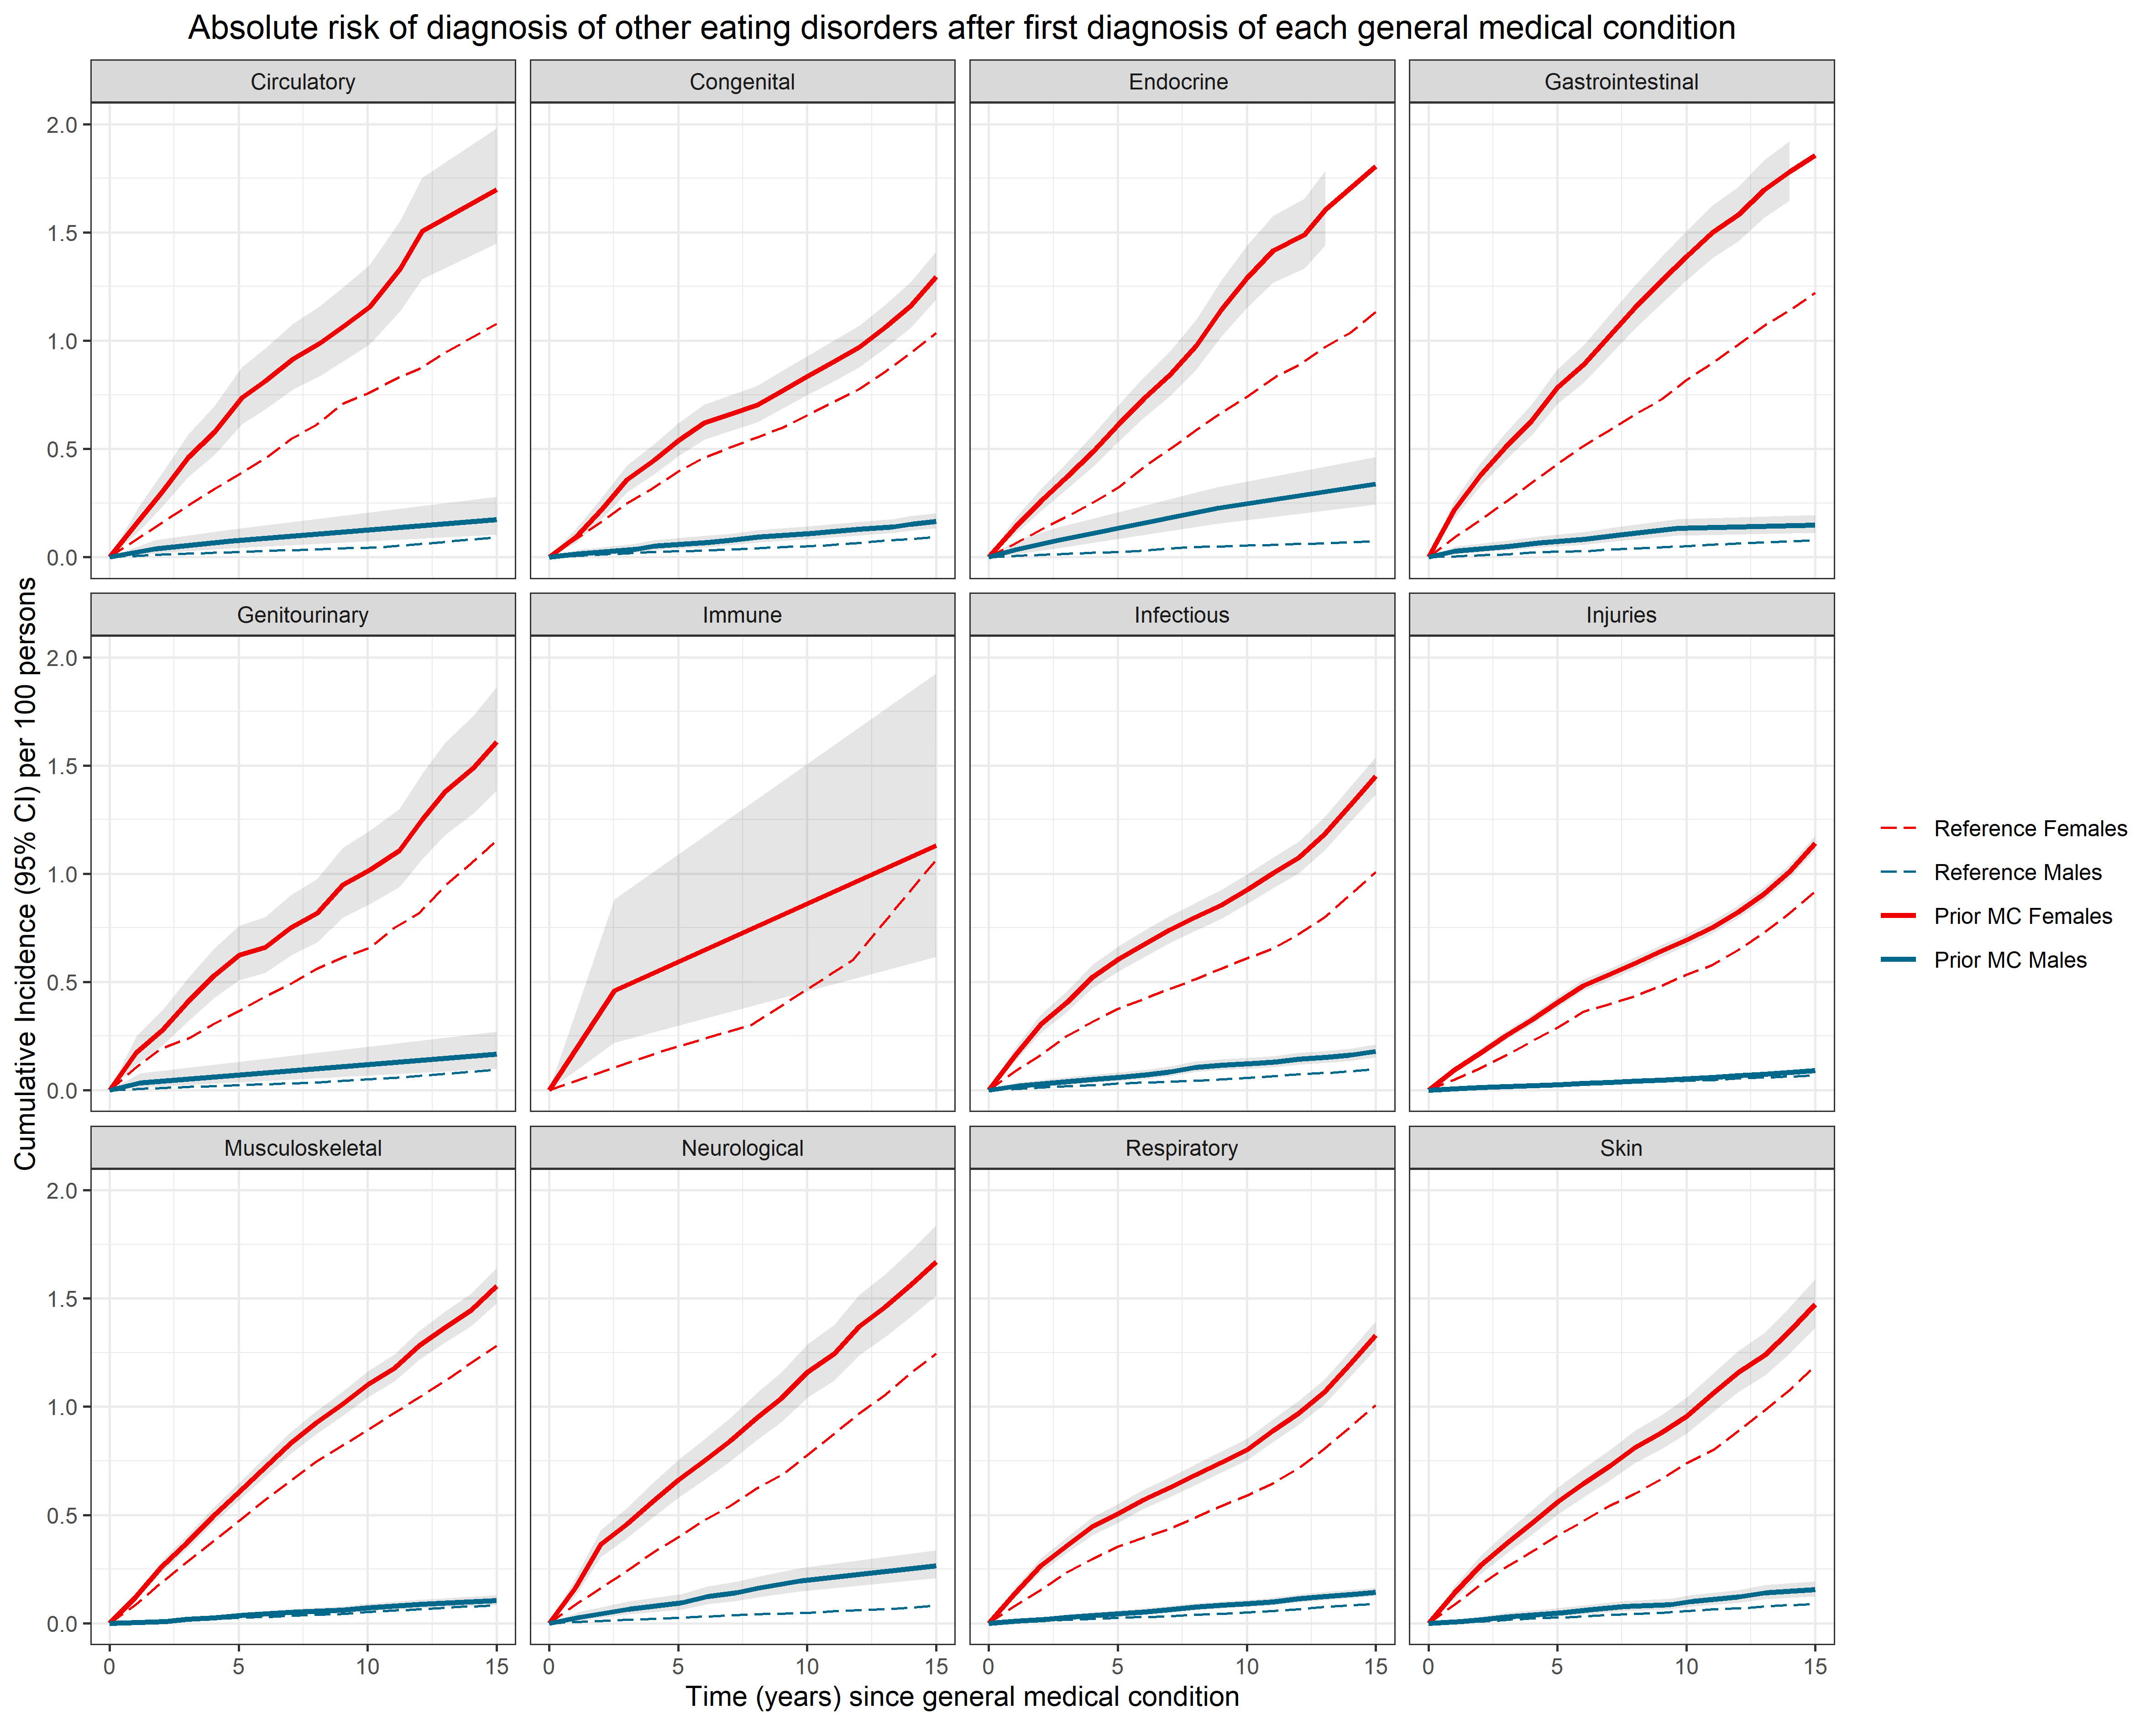 Absolute risk of diagnosis of other eating disorders after first diagnosis of each general medical condition
Circulatory
Congenital
Endocrine
Gastrointestinal
2.0
1.5
1.0
0.5
0.0
Genitourinary
Immune
Infectious
Injuries
2.0
1.5
1.0
0.5
0.0
Musculoskeletal
Neurological
Respiratory
Skin
2.0
1.5
1.0
0.5
0.0
0 5 10 15
0 5 10 15
0 5 10 15
0 5 10 15
Time (years) since general medical condition
Cumulative Incidence (95% CI) per 100 persons
Reference Females
Reference Males
Prior MC Females
Prior MC Males